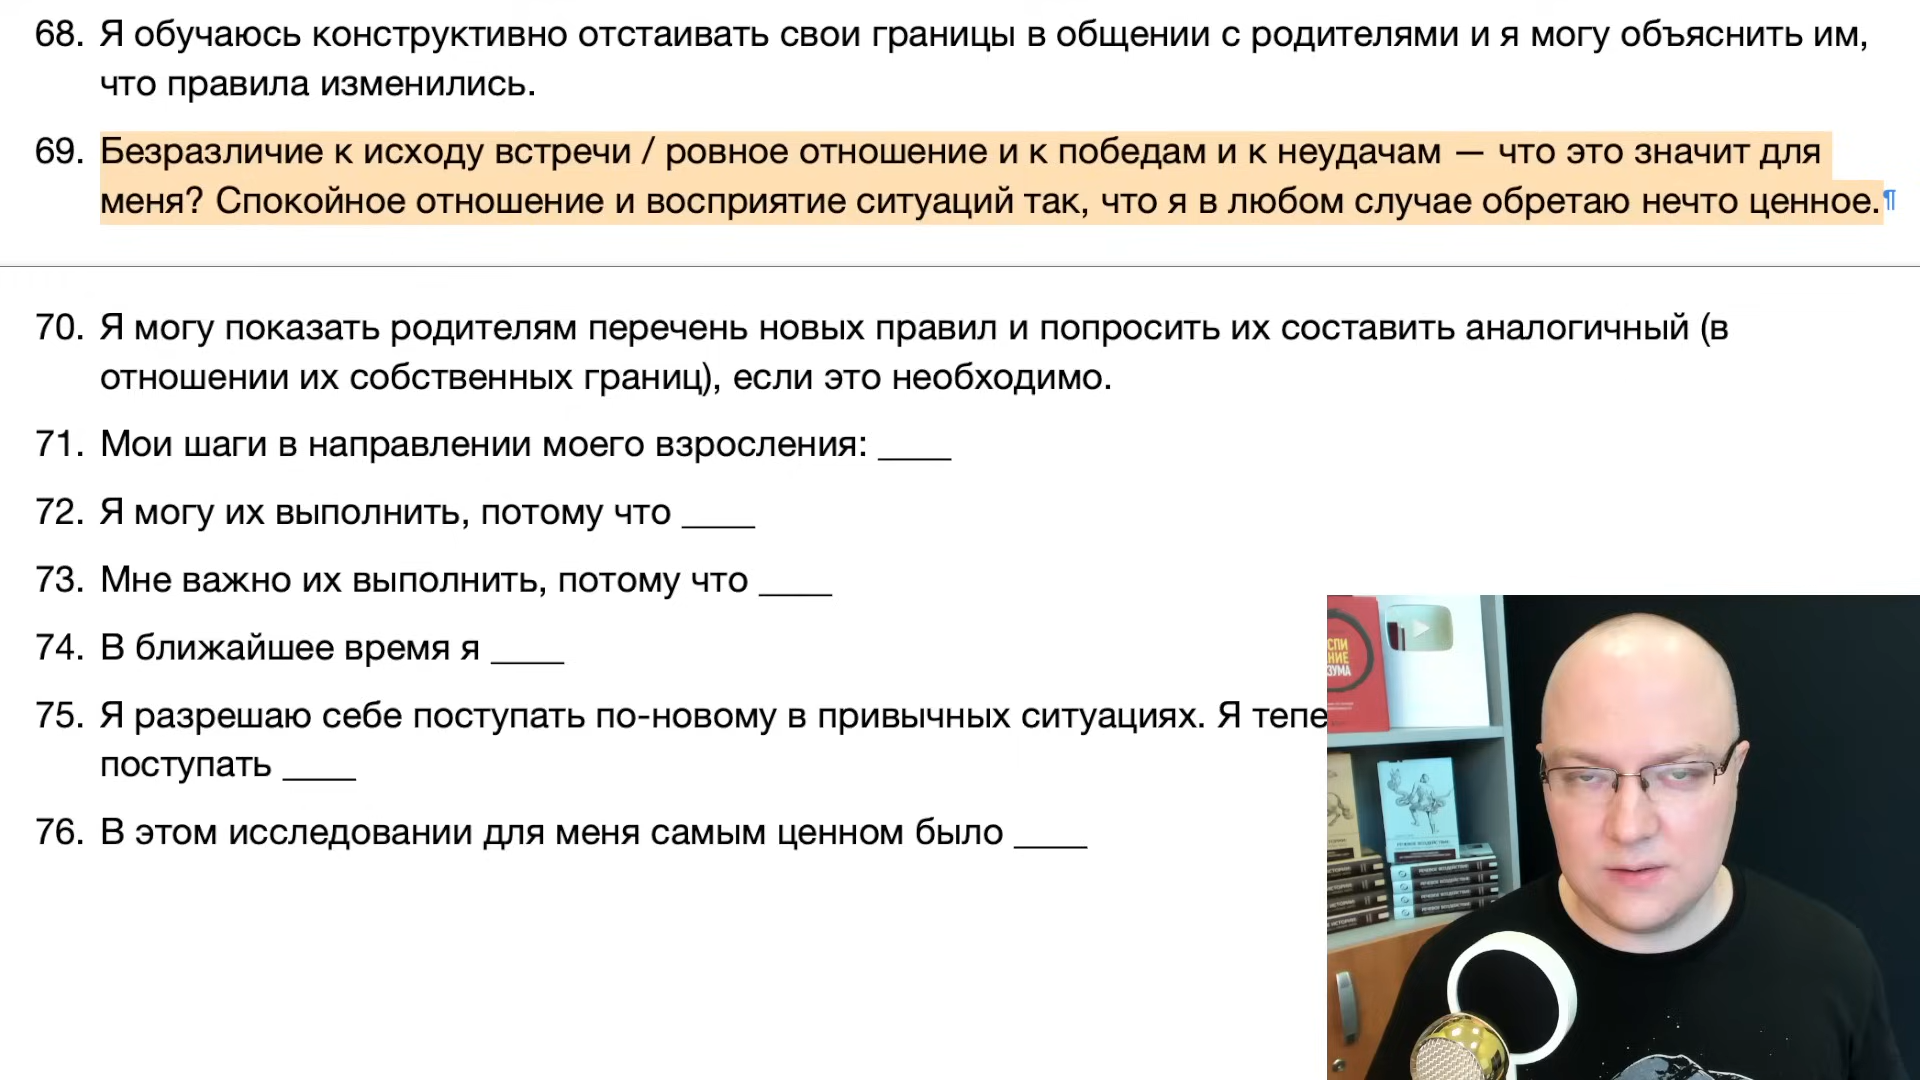 68. Я обучаюсь конструктивно отстаивать свои границы в общении с родителями и я могу объяснить им,
что правила изменились.
69. Безразличие к исходу встречи / ровное отношение и к победам и к неудачам — что это значит для
меня? Спокойное отношение и восприятие ситуаций так, что я в любом случае обретаю нечто ценное.¶
70. Я могу показать родителям перечень новых правил и попросить их составить аналогичный (в
отношении их собственных границ), если это необходимо.
71. Мои шаги в направлении моего взросления: ____
72. Я могу их выполнить, потому что ____
73. Мне важно их выполнить, потому что ____
74. В ближайшее время я ____
75. Я разрешаю себе поступать по-новому в привычных ситуациях. Я тепе
поступать ____
76. В этом исследовании для меня самым ценном было ____